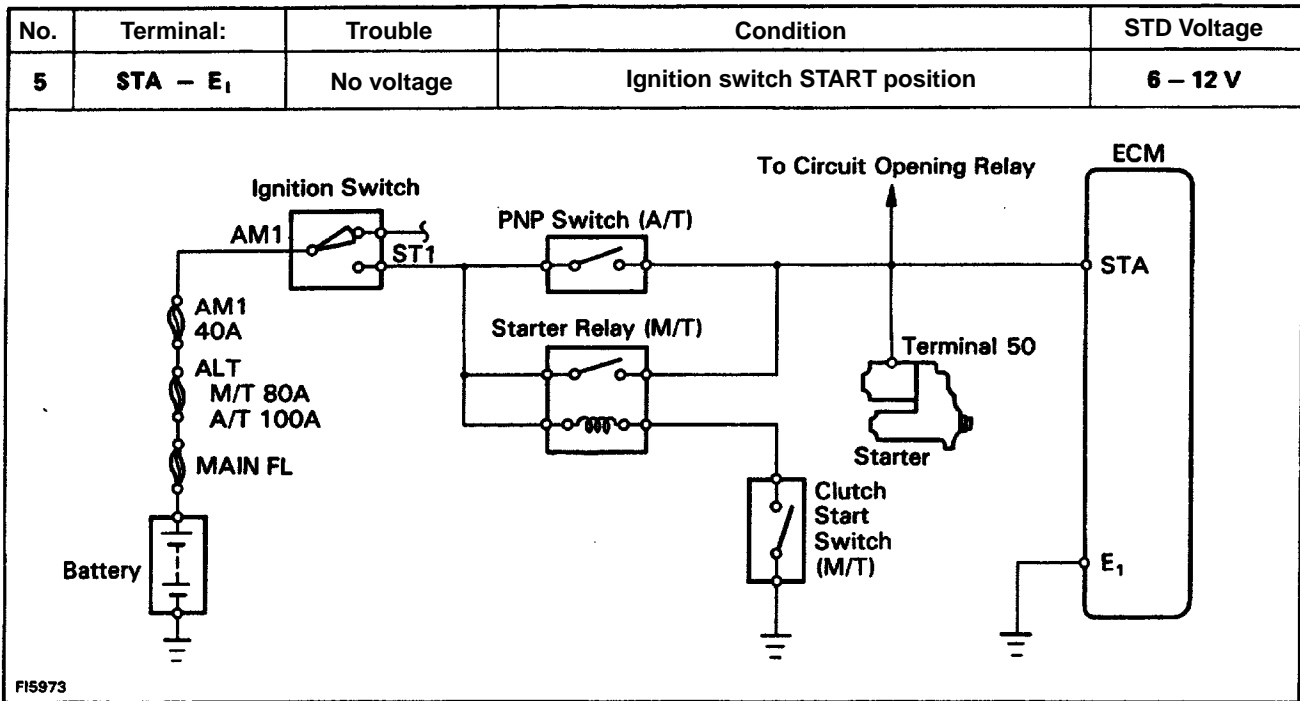 No. Terminal: Trouble Condition STD Voltage
5 STA – E₁ No voltage Ignition switch START position 6 – 12 V
To Circuit Opening Relay
ECM
Ignition Switch
PNP Switch (A/T)
AM1
ST1
STA
AM1
40A
Starter Relay (M/T)
Terminal 50
ALT
M/T 80A
A/T 100A
MAIN FL
Starter
Clutch
Start
Switch
(M/T)
Battery
E₁
FI5973